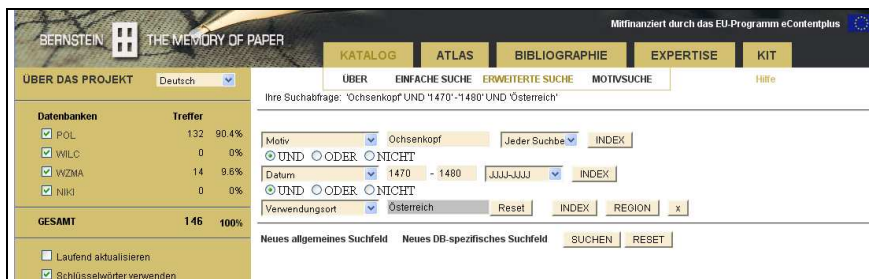 Mitfinanziert durch das EU-Programm eContentplus
BERNSTEIN THE MEMORY OF PAPER
KATALOG ATLAS BIBLIOGRAPHIE EXPERTISE KIT
ÜBER DAS PROJEKT Deutsch
ÜBER EINFACHE SUCHE ERWEITERTE SUCHE MOTIVSUCHE Hilfe
Ihre Suchabfrage: 'Ochsenkopf' UND '1470'-'1480' UND 'Österreich'
Datenbanken Treffer
POL 132 90.4%
WILC 0 0%
WZMA 14 9.6%
NIKI 0 0%
GESAMT 146 100%
Laufend aktualisieren
Schlüsselwörter verwenden
Motiv Ochsenkopf Jeder Suchbe INDEX
UND ODER NICHT
Datum 1470 - 1480 JJJJ-JJJJ INDEX
UND ODER NICHT
Verwendungsort Österreich Reset INDEX REGION x
Neues allgemeines Suchfeld Neues DB-spezifisches Suchfeld SUCHEN RESET